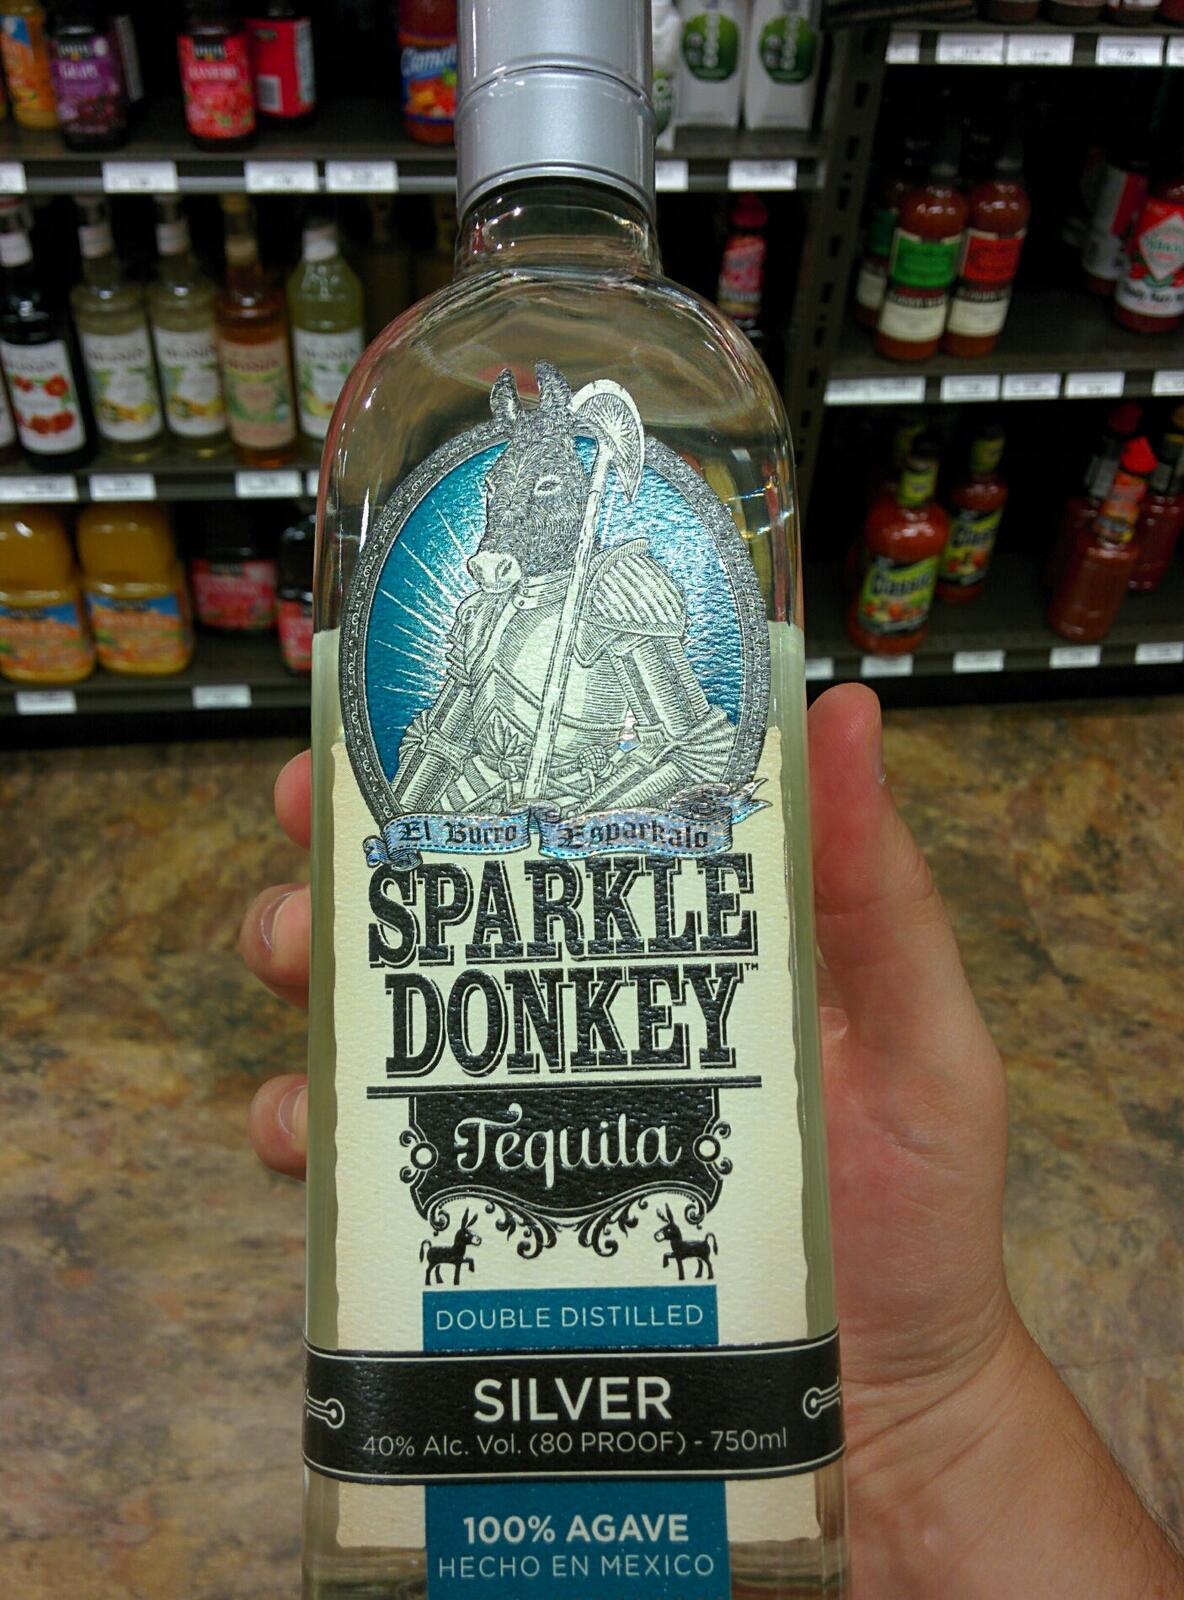 El Burro Esparkalo
SPARKLE
DONKEY™
Tequila
DOUBLE DISTILLED
SILVER
40% Alc. Vol. (80 PROOF) - 750ml
100% AGAVE
HECHO EN MEXICO